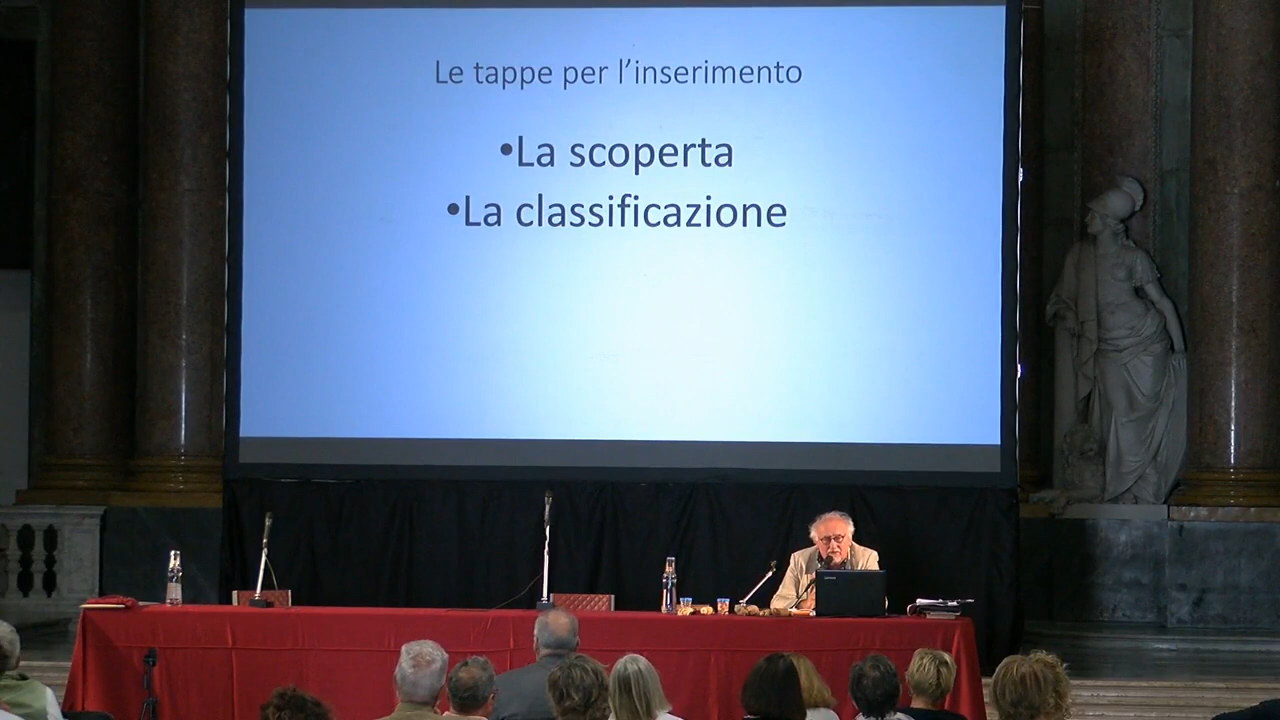 Le tappe per l’inserimento
•La scoperta
•La classificazione